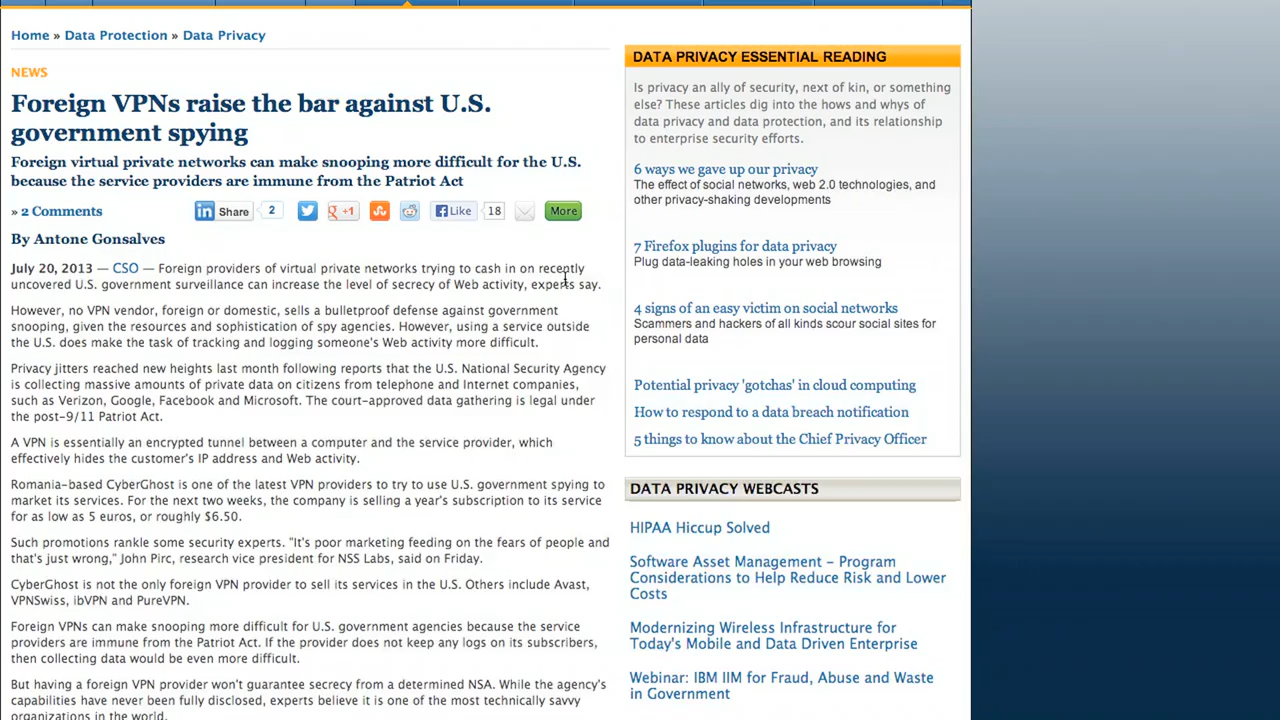 Home » Data Protection » Data Privacy
NEWS
Foreign VPNs raise the bar against U.S.
government spying
Foreign virtual private networks can make snooping more difficult for the U.S.
because the service providers are immune from the Patriot Act
» 2 Comments
in Share 2
g +1
f Like 18
More
By Antone Gonsalves
July 20, 2013 — CSO — Foreign providers of virtual private networks trying to cash in on recently
uncovered U.S. government surveillance can increase the level of secrecy of Web activity, experts say.
However, no VPN vendor, foreign or domestic, sells a bulletproof defense against government
snooping, given the resources and sophistication of spy agencies. However, using a service outside
the U.S. does make the task of tracking and logging someone's Web activity more difficult.
Privacy jitters reached new heights last month following reports that the U.S. National Security Agency
is collecting massive amounts of private data on citizens from telephone and Internet companies,
such as Verizon, Google, Facebook and Microsoft. The court-approved data gathering is legal under
the post-9/11 Patriot Act.
A VPN is essentially an encrypted tunnel between a computer and the service provider, which
effectively hides the customer's IP address and Web activity.
Romania-based CyberGhost is one of the latest VPN providers to try to use U.S. government spying to
market its services. For the next two weeks, the company is selling a year's subscription to its service
for as low as 5 euros, or roughly $6.50.
Such promotions rankle some security experts. "It's poor marketing feeding on the fears of people and
that's just wrong," John Pirc, research vice president for NSS Labs, said on Friday.
CyberGhost is not the only foreign VPN provider to sell its services in the U.S. Others include Avast,
VPNSwiss, ibVPN and PureVPN.
Foreign VPNs can make snooping more difficult for U.S. government agencies because the service
providers are immune from the Patriot Act. If the provider does not keep any logs on its subscribers,
then collecting data would be even more difficult.
But having a foreign VPN provider won't guarantee secrecy from a determined NSA. While the agency's
capabilities have never been fully disclosed, experts believe it is one of the most technically savvy
organizations in the world.
DATA PRIVACY ESSENTIAL READING
Is privacy an ally of security, next of kin, or something
else? These articles dig into the hows and whys of
data privacy and data protection, and its relationship
to enterprise security efforts.
6 ways we gave up our privacy
The effect of social networks, web 2.0 technologies, and
other privacy-shaking developments
7 Firefox plugins for data privacy
Plug data-leaking holes in your web browsing
4 signs of an easy victim on social networks
Scammers and hackers of all kinds scour social sites for
personal data
Potential privacy 'gotchas' in cloud computing
How to respond to a data breach notification
5 things to know about the Chief Privacy Officer
DATA PRIVACY WEBCASTS
HIPAA Hiccup Solved
Software Asset Management – Program
Considerations to Help Reduce Risk and Lower
Costs
Modernizing Wireless Infrastructure for
Today's Mobile and Data Driven Enterprise
Webinar: IBM IIM for Fraud, Abuse and Waste
in Government